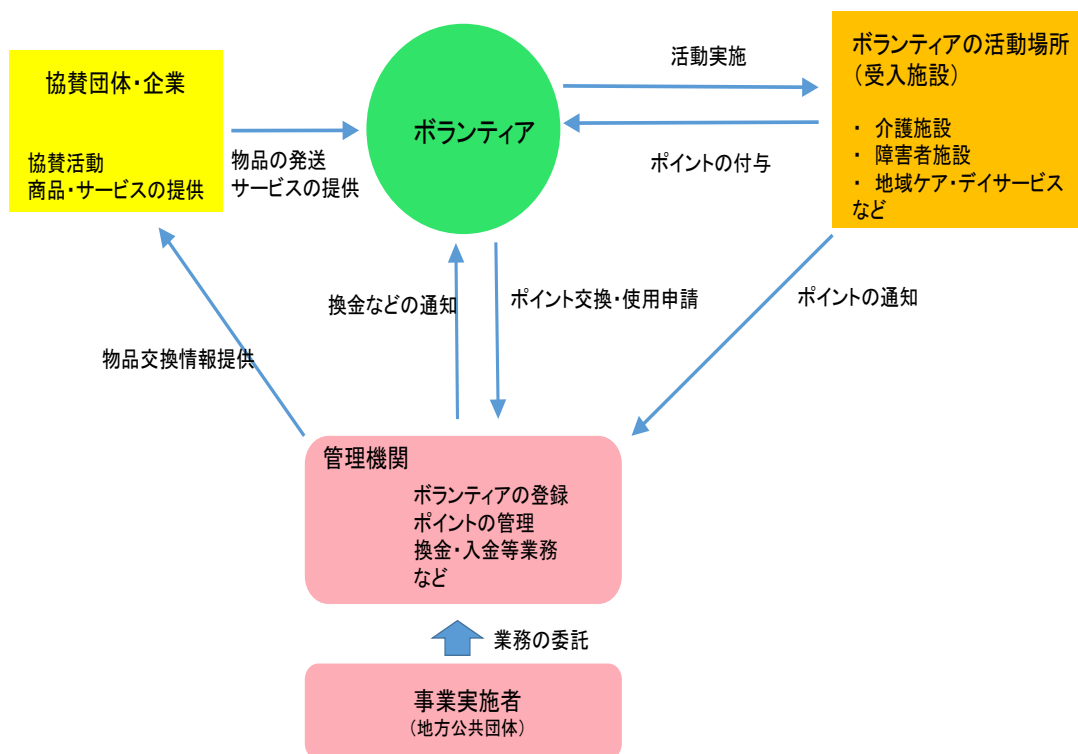 協賛団体・企業
協賛活動
商品・サービスの提供
物品の発送
サービスの提供
ボランティア
活動実施
ポイントの付与
ボランティアの活動場所
（受入施設）
・ 介護施設
・ 障害者施設
・ 地域ケア・デイサービス
など
換金などの通知
ポイント交換・使用申請
ポイントの通知
物品交換情報提供
管理機関
ボランティアの登録
ポイントの管理
換金・入金等業務
など
業務の委託
事業実施者
（地方公共団体）